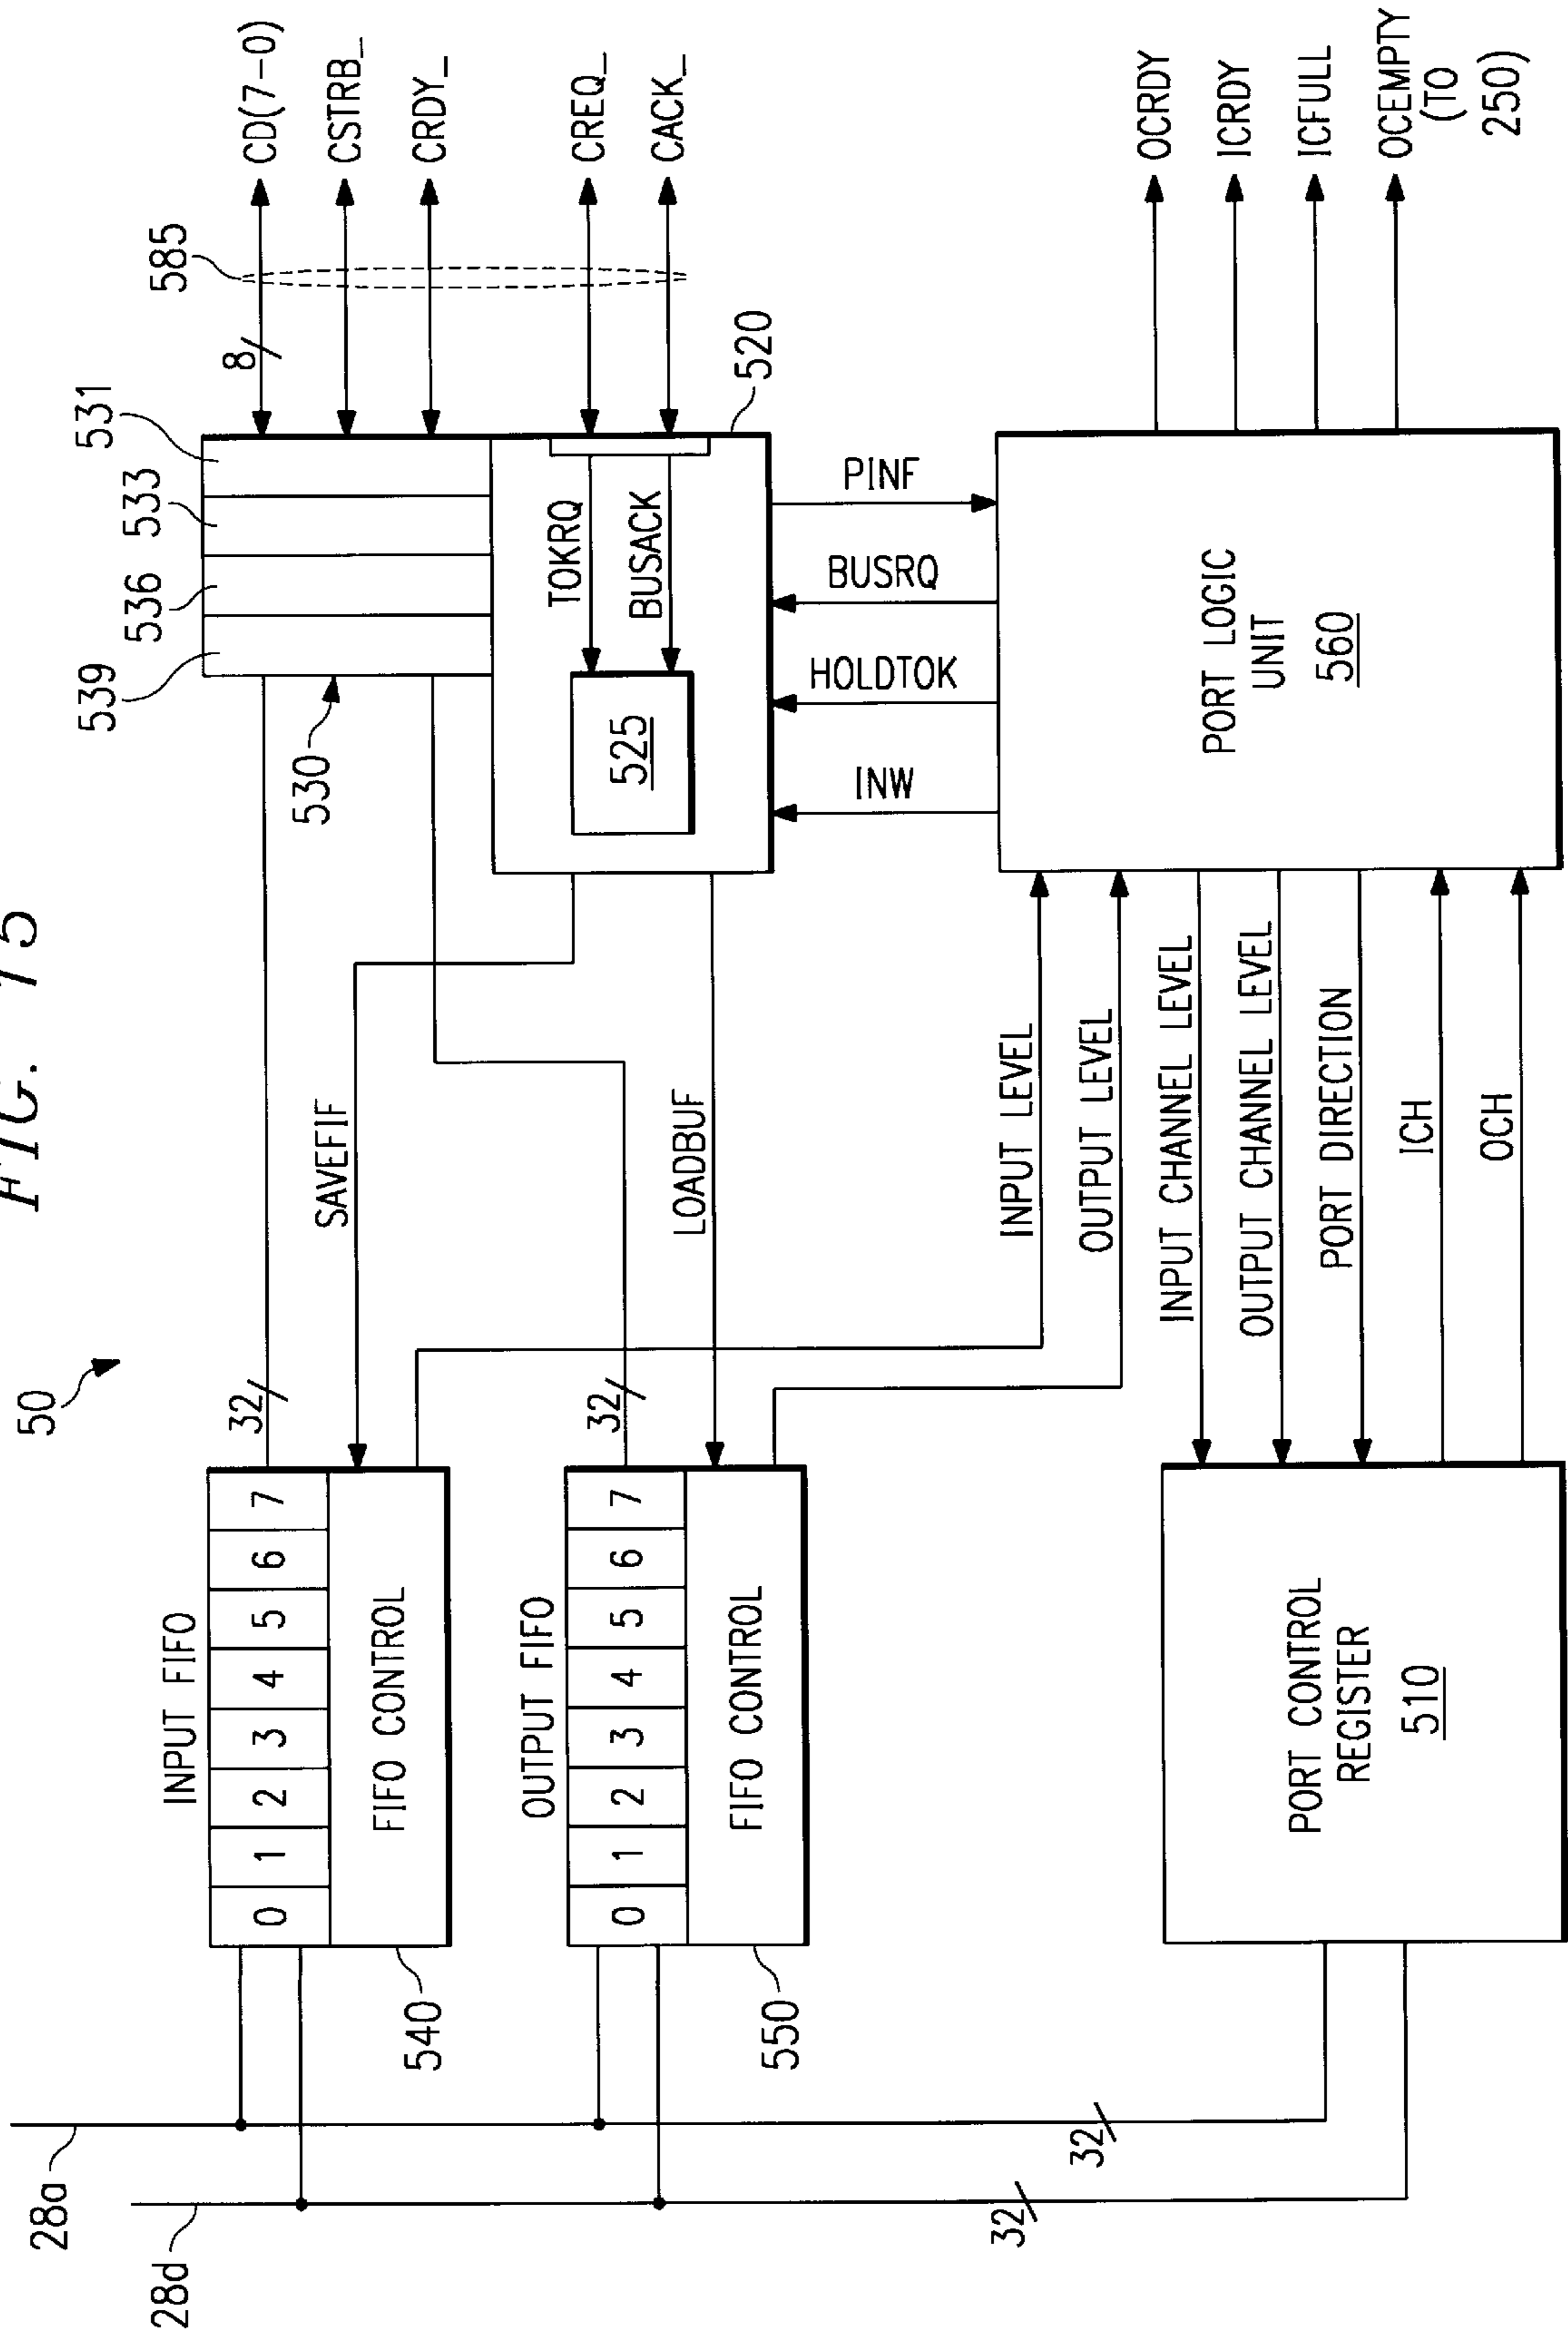 FIG. 15
50
28a
28d
32
32
INPUT FIFO
0 1 2 3 4 5 6 7
FIFO CONTROL
540
32
SAVEFIF
OUTPUT FIFO
0 1 2 3 4 5 6 7
FIFO CONTROL
550
32
LOADBUF
539
536
533
531
530
8
585
CD(7-0)
CSTRB_
CRDY_
CREQ_
CACK_
520
TOKRQ
BUSACK
525
INW
HOLDTOK
BUSRQ
PINF
INPUT LEVEL
OUTPUT LEVEL
INPUT CHANNEL LEVEL
OUTPUT CHANNEL LEVEL
PORT DIRECTION
ICH
OCH
PORT CONTROL
REGISTER
510
PORT LOGIC
UNIT
560
OCRDY
ICRDY
ICFULL
OCEMPTY
(TO
250)